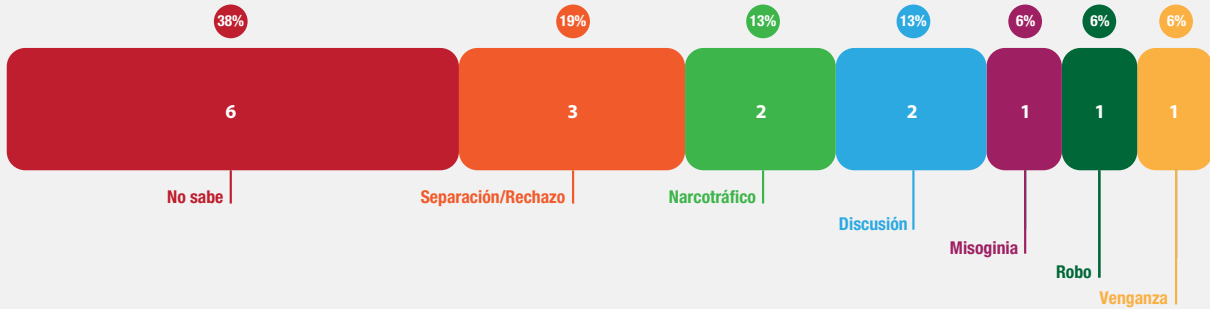 38% 19% 13% 13% 6% 6% 6%
6 3 2 2 1 1 1
No sabe Separación/Rechazo Narcotráfico
Discusión
Misoginia
Robo
Venganza